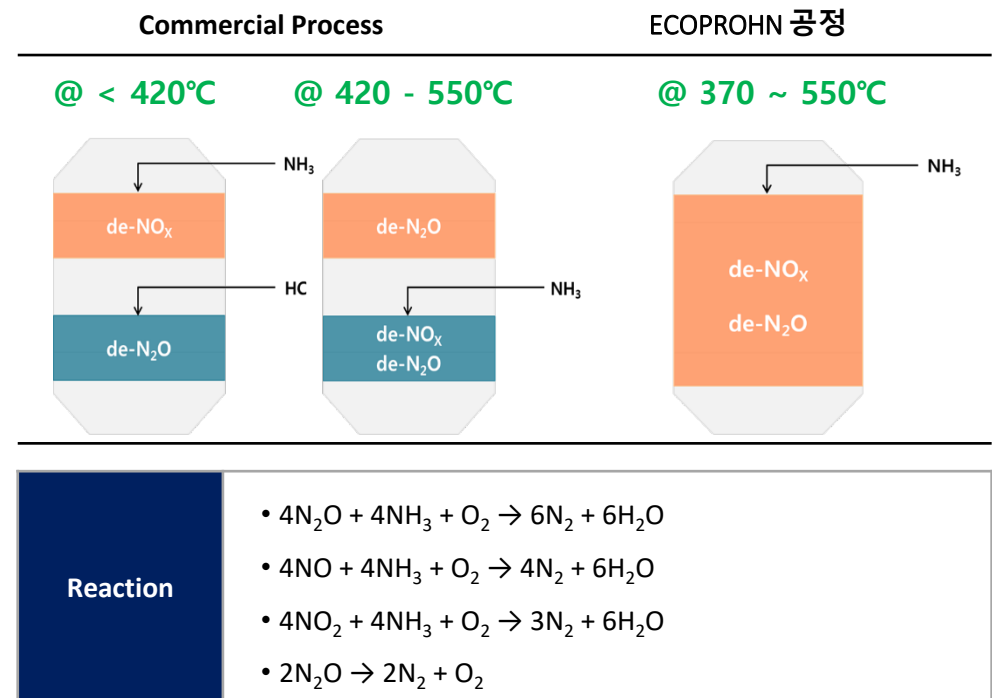 Commercial Process
ECOPROHN 공정
@ < 420℃
@ 420 - 550℃
@ 370 ~ 550℃
NH₃
de-NOₓ
HC
de-N₂O
de-N₂O
NH₃
de-NOₓ
de-N₂O
NH₃
de-NOₓ
de-N₂O
Reaction
• 4N₂O + 4NH₃ + O₂ → 6N₂ + 6H₂O
• 4NO + 4NH₃ + O₂ → 4N₂ + 6H₂O
• 4NO₂ + 4NH₃ + O₂ → 3N₂ + 6H₂O
• 2N₂O → 2N₂ + O₂